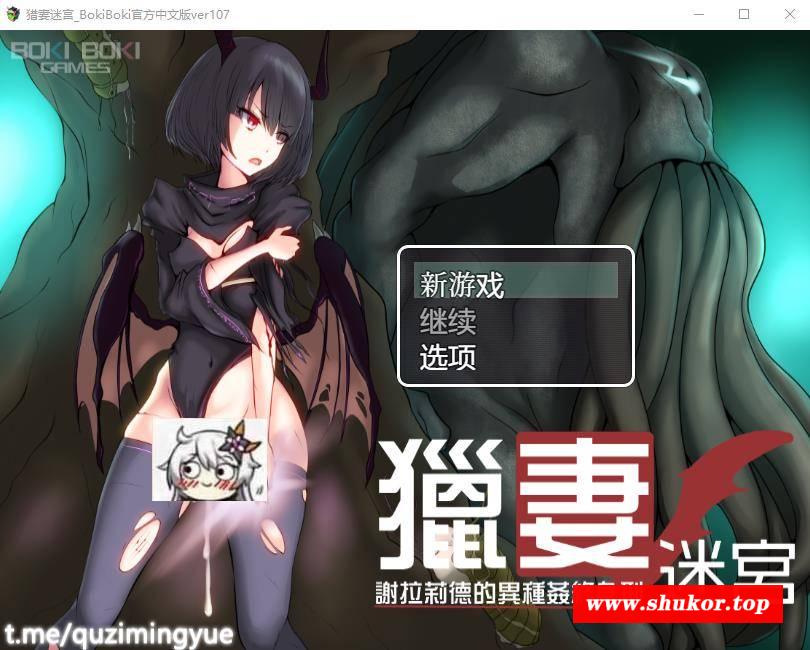 猎妻迷宫_BokiBoki官方中文版ver107
BOKI BOKI
GAMES
新游戏
继续
选项
獵妻
迷宮
謝拉莉德的異種姦
www.shukor.top
t.me/quzimingyue